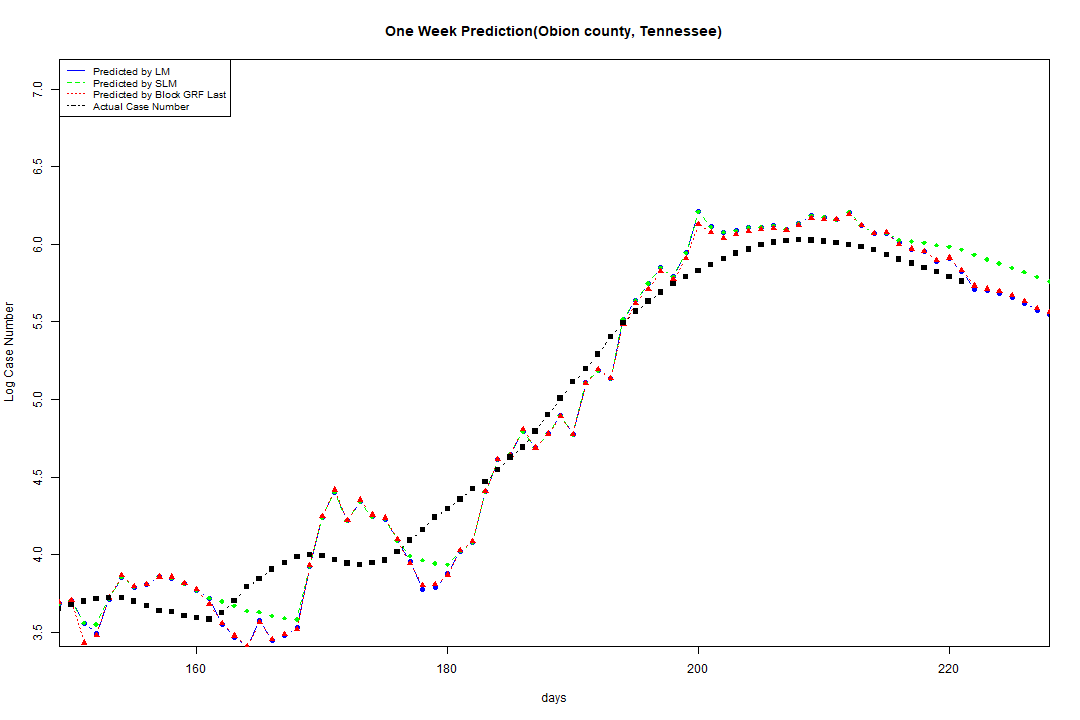 One Week Prediction(Obion county, Tennessee)
Predicted by LM
Predicted by SLM
Predicted by Block GRF Last
Actual Case Number
7.0
6.5
6.0
5.5
5.0
4.5
4.0
3.5
Log Case Number
160 180 200 220
days